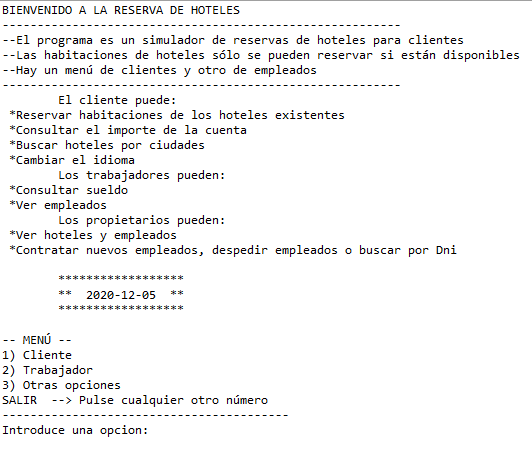 BIENVENIDO A LA RESERVA DE HOTELES
---------------------------------------------------------
--El programa es un simulador de reservas de hoteles para clientes
--Las habitaciones de hoteles sólo se pueden reservar si están disponibles
--Hay un menú de clientes y otro de empleados
---------------------------------------------------------
El cliente puede:
*Reservar habitaciones de los hoteles existentes
*Consultar el importe de la cuenta
*Buscar hoteles por ciudades
*Cambiar el idioma
Los trabajadores pueden:
*Consultar sueldo
*Ver empleados
Los propietarios pueden:
*Ver hoteles y empleados
*Contratar nuevos empleados, despedir empleados o buscar por Dni
******************
**  2020-12-05  **
******************
-- MENÚ --
1) Cliente
2) Trabajador
3) Otras opciones
SALIR  --> Pulse cualquier otro número
-----------------------------------------
Introduce una opcion: